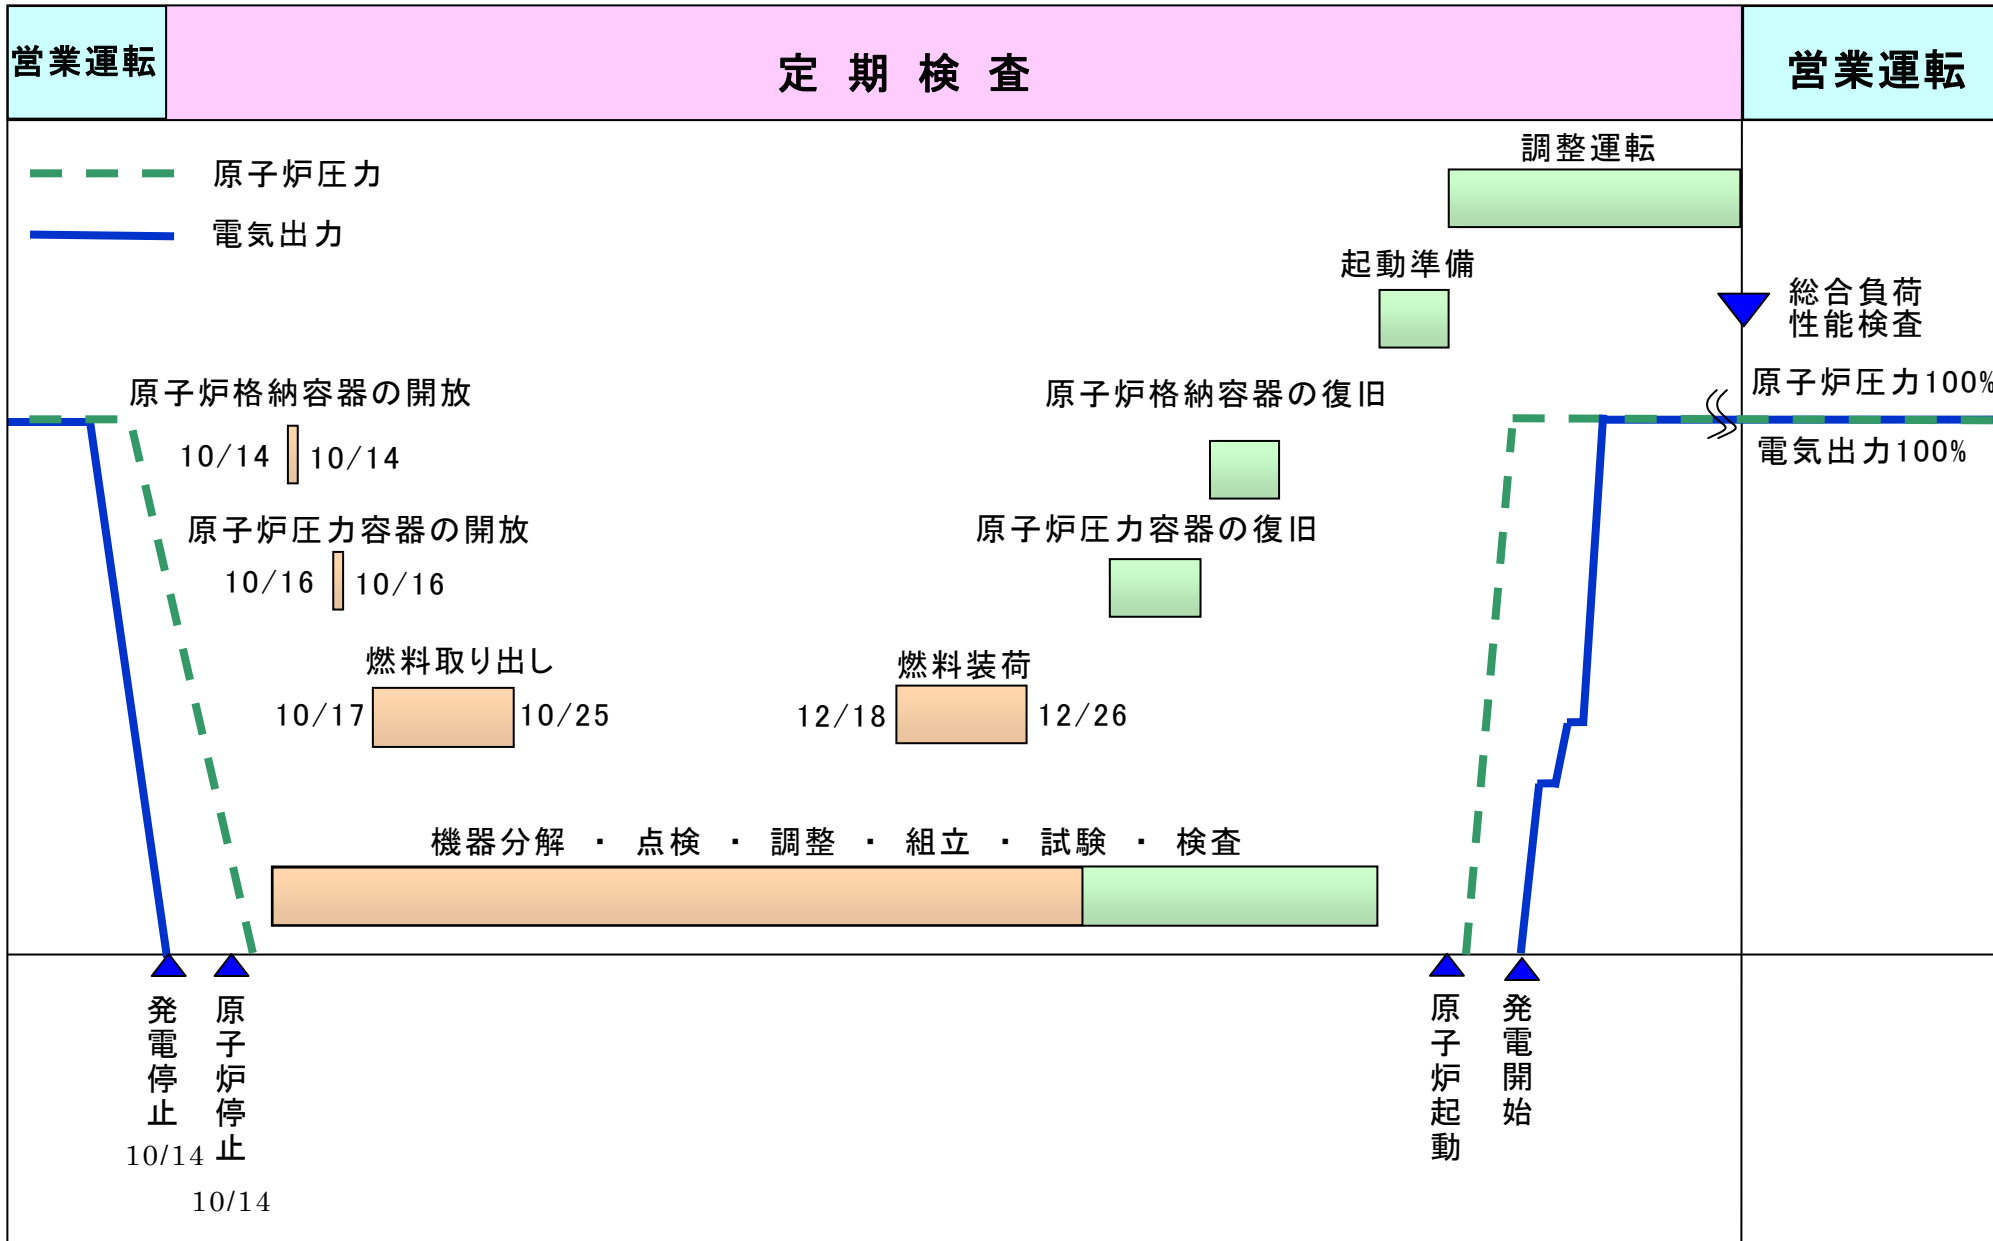 営業運転
定期検査
営業運転
調整運転
原子炉圧力
電気出力
起動準備
総合負荷
性能検査
原子炉圧力100%
電気出力100%
原子炉格納容器の開放
10/14 10/14
原子炉格納容器の復旧
原子炉圧力容器の開放
10/16 10/16
原子炉圧力容器の復旧
燃料取り出し
10/17 10/25
燃料装荷
12/18 12/26
機器分解 ・ 点検 ・ 調整 ・ 組立 ・ 試験 ・ 検査
発電停止
10/14
原子炉停止
10/14
原子炉起動
発電開始